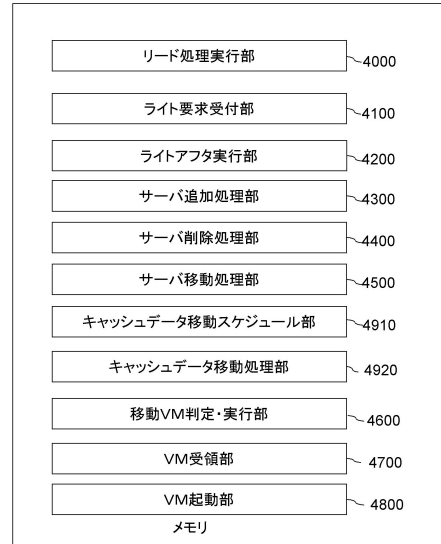 リード処理実行部 4000
ライト要求受付部 4100
ライトアフタ実行部 4200
サーバ追加処理部 4300
サーバ削除処理部 4400
サーバ移動処理部 4500
キャッシュデータ移動スケジュール部 4910
キャッシュデータ移動処理部 4920
移動VM判定・実行部 4600
VM受領部 4700
VM起動部 4800
メモリ